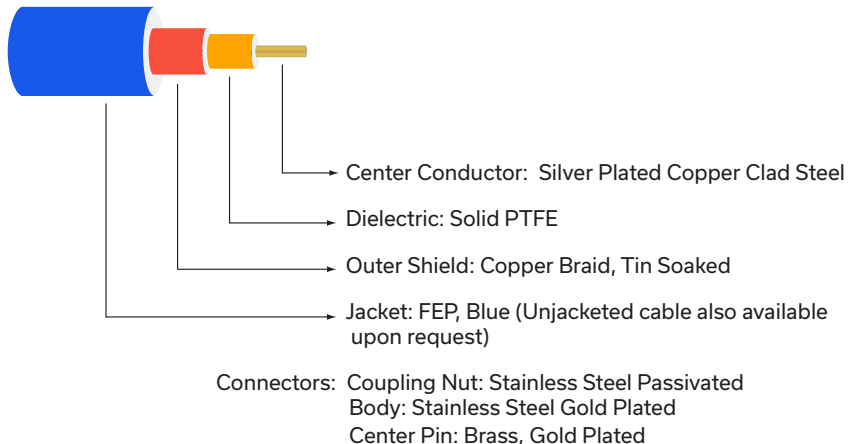 Center Conductor: Silver Plated Copper Clad Steel
Dielectric: Solid PTFE
Outer Shield: Copper Braid, Tin Soaked
Jacket: FEP, Blue (Unjacketed cable also available
upon request)
Connectors: Coupling Nut: Stainless Steel Passivated
Body: Stainless Steel Gold Plated
Center Pin: Brass, Gold Plated